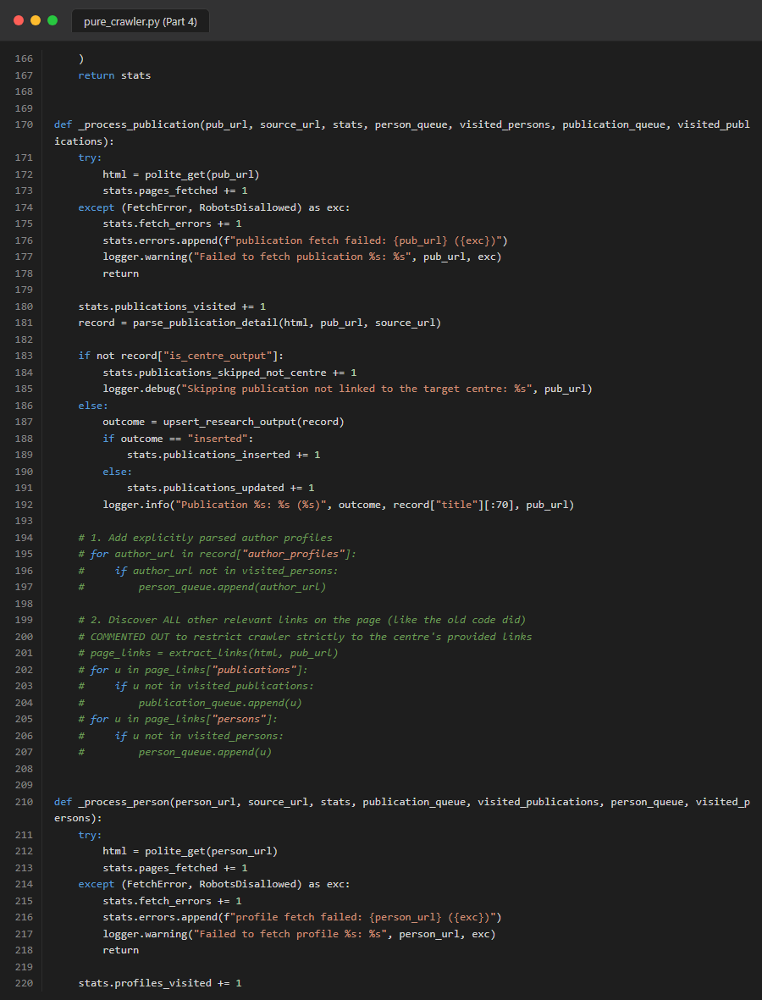 pure_crawler.py (Part 4)
166     )
167     return stats
168
169
170 def _process_publication(pub_url, source_url, stats, person_queue, visited_persons, publication_queue, visited_publ
ications):
171     try:
172         html = polite_get(pub_url)
173         stats.pages_fetched += 1
174     except (FetchError, RobotsDisallowed) as exc:
175         stats.fetch_errors += 1
176         stats.errors.append(f"publication fetch failed: {pub_url} ({exc})")
177         logger.warning("Failed to fetch publication %s: %s", pub_url, exc)
178         return
179
180     stats.publications_visited += 1
181     record = parse_publication_detail(html, pub_url, source_url)
182
183     if not record["is_centre_output"]:
184         stats.publications_skipped_not_centre += 1
185         logger.debug("Skipping publication not linked to the target centre: %s", pub_url)
186     else:
187         outcome = upsert_research_output(record)
188         if outcome == "inserted":
189             stats.publications_inserted += 1
190         else:
191             stats.publications_updated += 1
192         logger.info("Publication %s: %s (%s)", outcome, record["title"][:70], pub_url)
193
194     # 1. Add explicitly parsed author profiles
195     # for author_url in record["author_profiles"]:
196     #     if author_url not in visited_persons:
197     #         person_queue.append(author_url)
198
199     # 2. Discover ALL other relevant links on the page (like the old code did)
200     # COMMENTED OUT to restrict crawler strictly to the centre's provided links
201     # page_links = extract_links(html, pub_url)
202     # for u in page_links["publications"]:
203     #     if u not in visited_publications:
204     #         publication_queue.append(u)
205     # for u in page_links["persons"]:
206     #     if u not in visited_persons:
207     #         person_queue.append(u)
208
209
210 def _process_person(person_url, source_url, stats, publication_queue, visited_publications, person_queue, visited_p
ersons):
211     try:
212         html = polite_get(person_url)
213         stats.pages_fetched += 1
214     except (FetchError, RobotsDisallowed) as exc:
215         stats.fetch_errors += 1
216         stats.errors.append(f"profile fetch failed: {person_url} ({exc})")
217         logger.warning("Failed to fetch profile %s: %s", person_url, exc)
218         return
219
220     stats.profiles_visited += 1